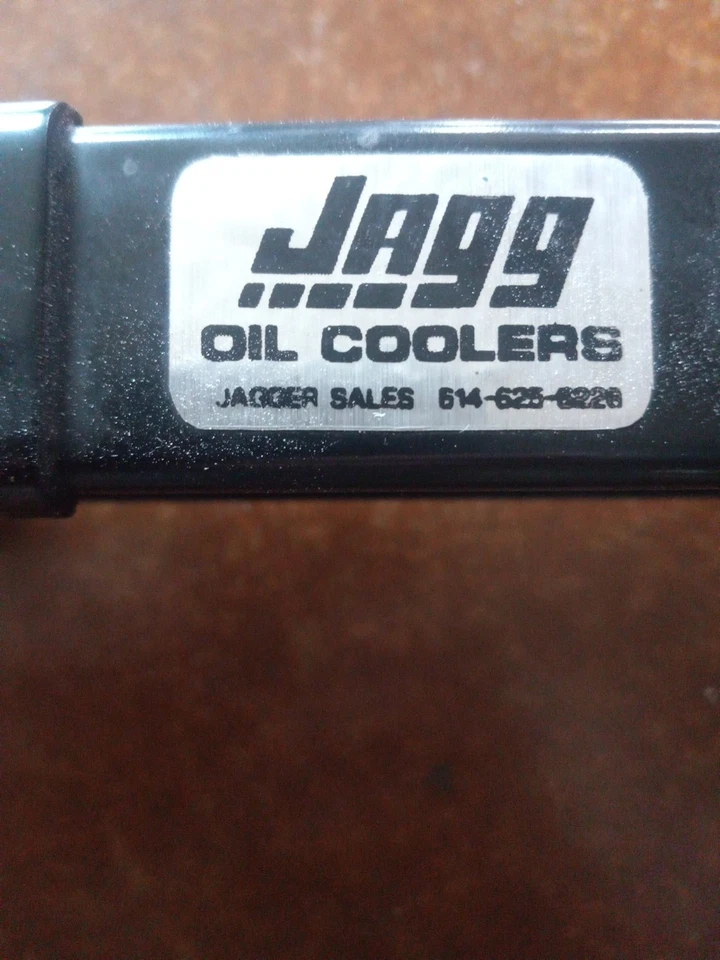 Jagg
OIL COOLERS
JAGGER SALES 614-625-6226